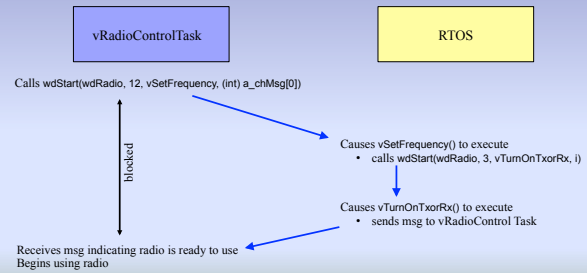 vRadioControlTask
RTOS
Calls wdStart(wdRadio, 12, vSetFrequency, (int) a_chMsg[0])
blocked
Causes vSetFrequency() to execute
• calls wdStart(wdRadio, 3, vTurnOnTxorRx, i)
Causes vTurnOnTxorRx() to execute
• sends msg to vRadioControl Task
Receives msg indicating radio is ready to use
Begins using radio